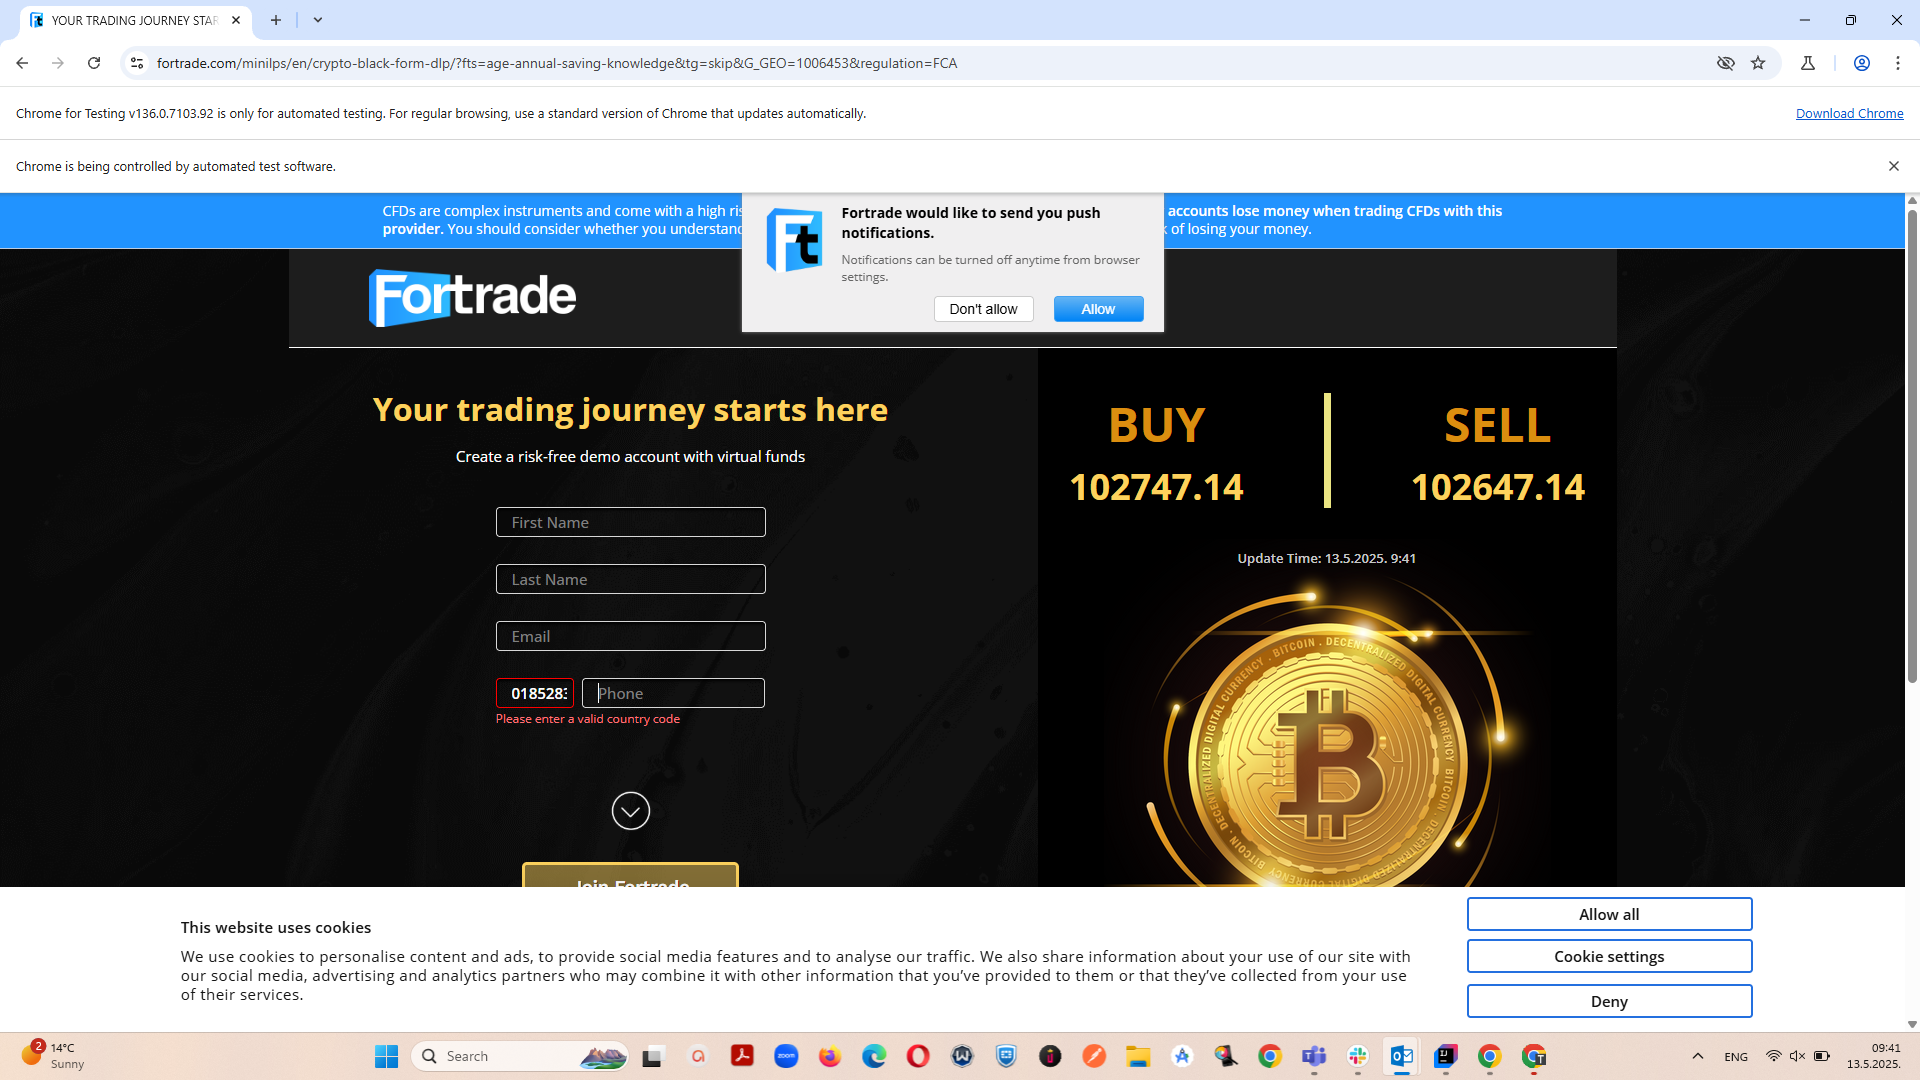 YOUR TRADING JOURNEY STAR
fortrade.com/minilps/en/crypto-black-form-dlp/?fts=age-annual-saving-knowledge&tg=skip&G_GEO=1006453&regulation=FCA
Chrome for Testing v136.0.7103.92 is only for automated testing. For regular browsing, use a standard version of Chrome that updates automatically.
Download Chrome
Chrome is being controlled by automated test software.
CFDs are complex instruments and come with a high ris
accounts lose money when trading CFDs with this
provider. You should consider whether you understand
of losing your money.
Fortrade would like to send you push
notifications.
Notifications can be turned off anytime from browser
settings.
Don't allow
Allow
Ft
Fortrade
Your trading journey starts here
Create a risk-free demo account with virtual funds
First Name
Last Name
Email
018528
Phone
Please enter a valid country code
Join Fortrade
BUY
SELL
102747.14
102647.14
Update Time: 13.5.2025. 9:41
BITCOIN . DECENTRALIZED DIGITAL CURRENCY
This website uses cookies
We use cookies to personalise content and ads, to provide social media features and to analyse our traffic. We also share information about your use of our site with
our social media, advertising and analytics partners who may combine it with other information that you've provided to them or that they've collected from your use
of their services.
Allow all
Cookie settings
Deny
2
14°C
Sunny
Search
zoom
ENG
09:41
13.5.2025.